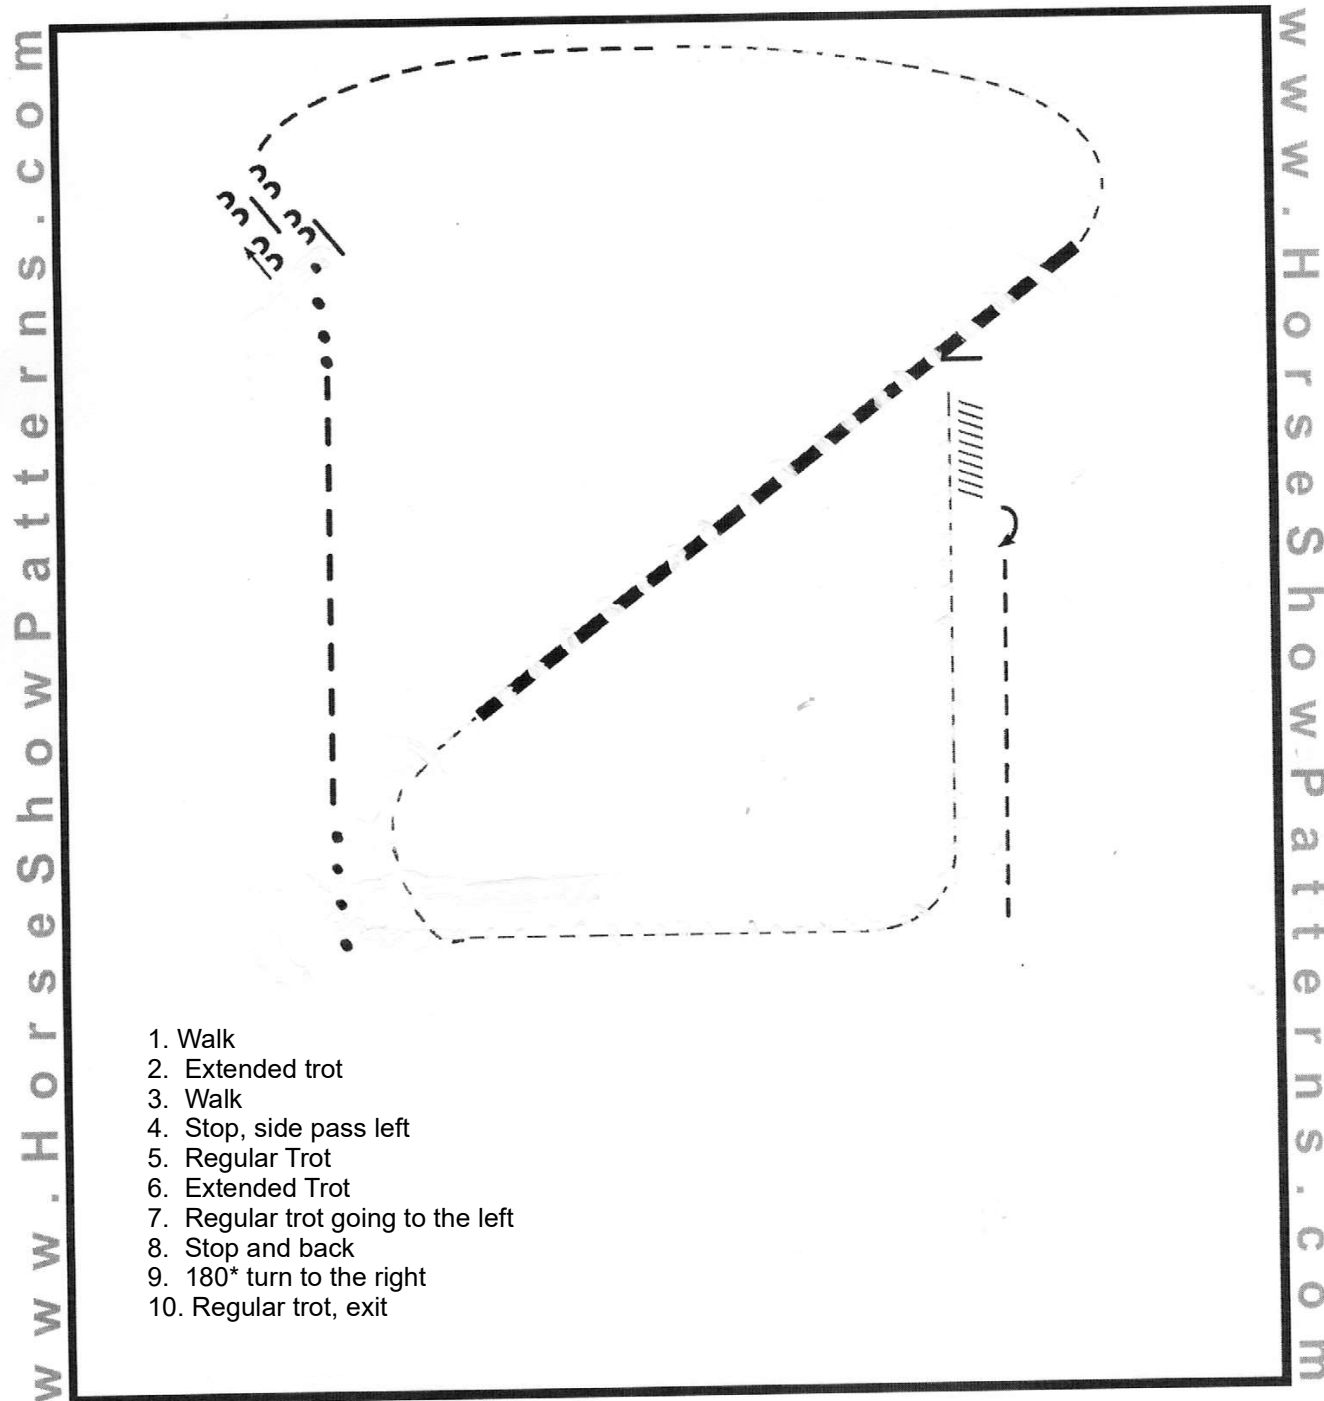 www.HorseShowPatterns.com
www.HorseShowPatterns.com
1. Walk
2. Extended trot
3. Walk
4. Stop, side pass left
5. Regular Trot
6. Extended Trot
7. Regular trot going to the left
8. Stop and back
9. 180* turn to the right
10. Regular trot, exit